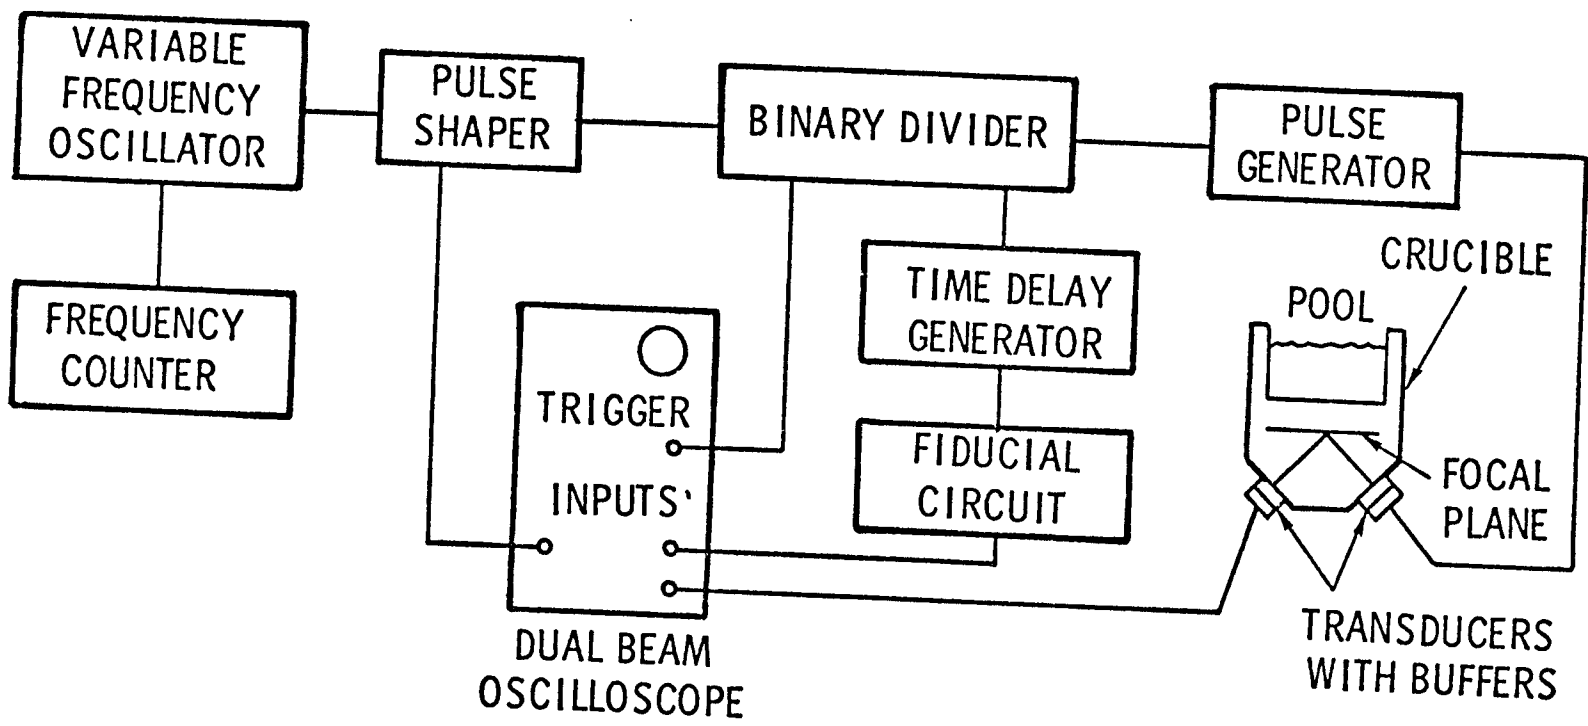 VARIABLE
FREQUENCY
OSCILLATOR
PULSE
SHAPER
BINARY DIVIDER
PULSE
GENERATOR
FREQUENCY
COUNTER
TIME DELAY
GENERATOR
FIDUCIAL
CIRCUIT
TRIGGER
INPUTS
DUAL BEAM
OSCILLOSCOPE
CRUCIBLE
POOL
FOCAL
PLANE
TRANSDUCERS
WITH BUFFERS